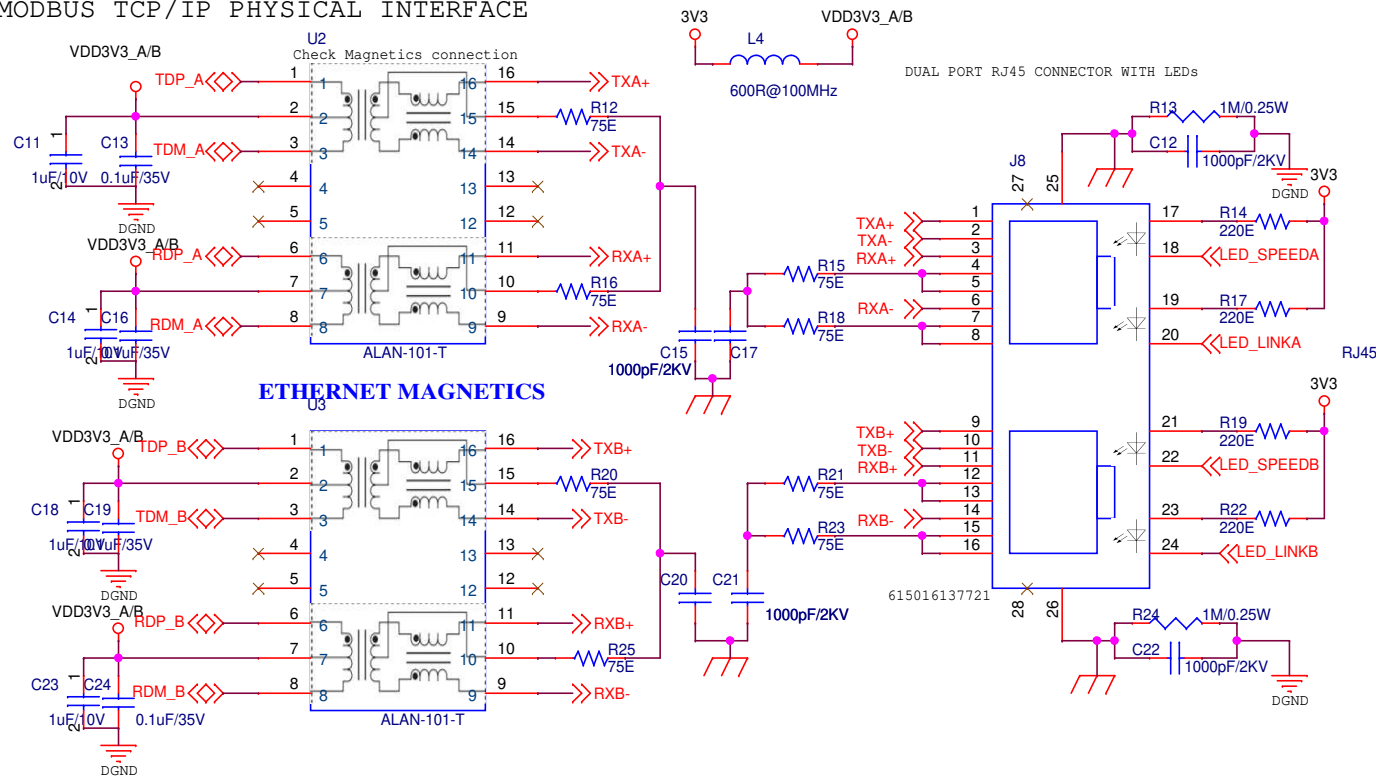 MODBUS TCP/IP PHYSICAL INTERFACE
3V3
VDD3V3_A/B
L4
600R@100MHz
VDD3V3_A/B
U2
Check Magnetics connection
TDP_A
1
1
16
16
TXA+
2
2
15
15
R12
75E
C11
1
2
1uF/10V
C13
0.1uF/35V
TDM_A
3
3
14
14
TXA-
4
4
13
13
5
5
12
12
DGND
VDD3V3_A/B
RDP_A
6
6
11
11
RXA+
7
7
10
10
R16
75E
C14
1
2
1uF/10V
C16
0.1uF/35V
RDM_A
8
8
9
9
RXA-
ALAN-101-T
DGND
ETHERNET MAGNETICS
C15
1000pF/2KV
C17
R15
75E
R18
75E
U3
VDD3V3_A/B
TDP_B
1
1
16
16
TXB+
2
2
15
15
R20
75E
C18
1
2
1uF/10V
C19
0.1uF/35V
TDM_B
3
3
14
14
TXB-
4
4
13
13
5
5
12
12
DGND
VDD3V3_A/B
RDP_B
6
6
11
11
RXB+
7
7
10
10
R25
75E
C23
1
2
1uF/10V
C24
0.1uF/35V
RDM_B
8
8
9
9
RXB-
ALAN-101-T
DGND
C20
C21
1000pF/2KV
R21
75E
R23
75E
DUAL PORT RJ45 CONNECTOR WITH LEDs
R13
1M/0.25W
C12
1000pF/2KV
DGND
J8
27
25
TXA+
1
TXA-
2
RXA+
3
4
5
RXA-
6
7
8
TXB+
9
TXB-
10
RXB+
11
12
13
RXB-
14
15
16
3V3
17
R14
220E
18
LED_SPEEDA
19
R17
220E
20
LED_LINKA
RJ45
3V3
21
R19
220E
22
LED_SPEEDB
23
R22
220E
24
LED_LINKB
615016137721
28
26
R24
1M/0.25W
C22
1000pF/2KV
DGND